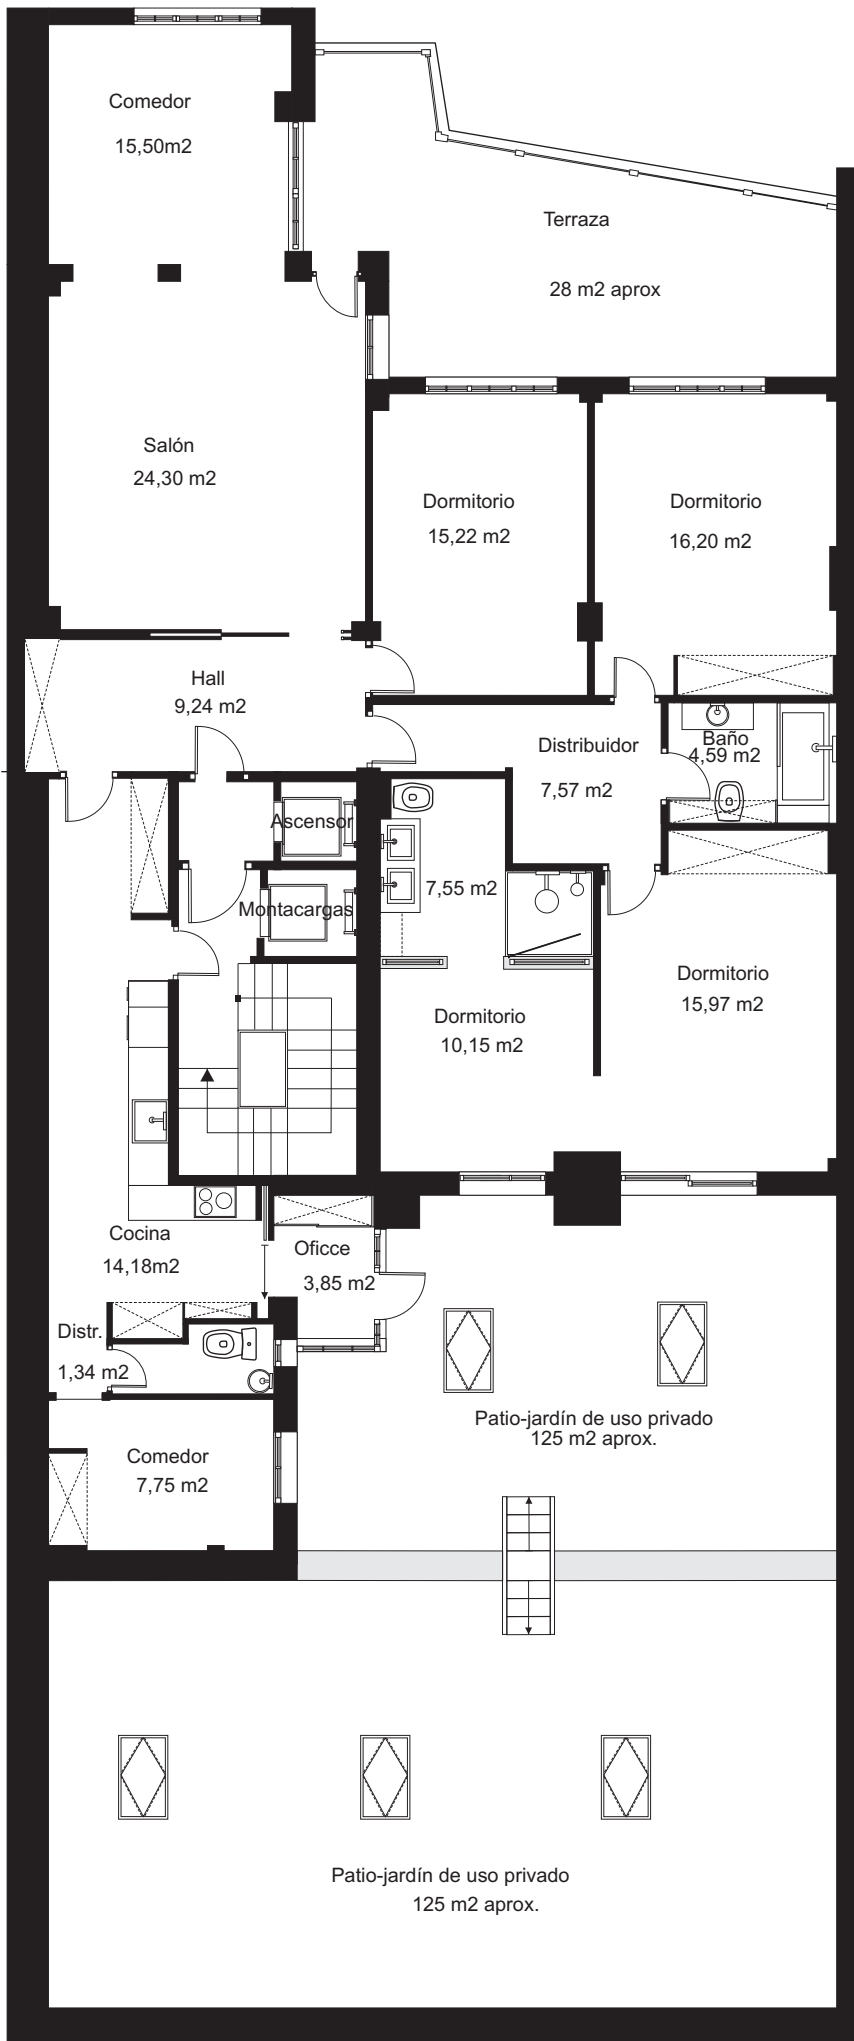 Comedor
15,50m2
Terraza
28 m2 aprox
Salón
24,30 m2
Dormitorio
15,22 m2
Dormitorio
16,20 m2
Hall
9,24 m2
Distribuidor
7,57 m2
Baño
4,59 m2
Ascensor
Montacargas
7,55 m2
Dormitorio
10,15 m2
Dormitorio
15,97 m2
Cocina
14,18m2
Oficce
3,85 m2
Distr.
1,34 m2
Comedor
7,75 m2
Patio-jardín de uso privado
125 m2 aprox.
Patio-jardín de uso privado
125 m2 aprox.